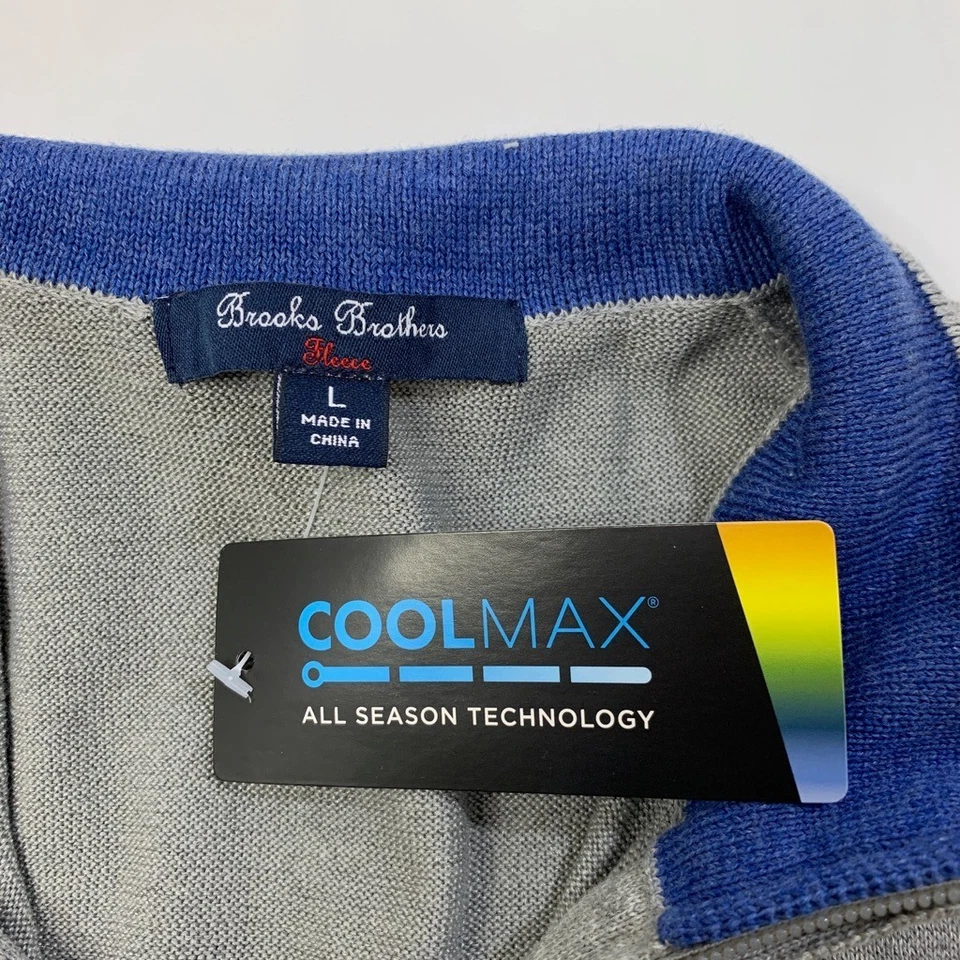 Brooks Brothers
Fleece
L
MADE IN
CHINA
COOLMAX®
ALL SEASON TECHNOLOGY